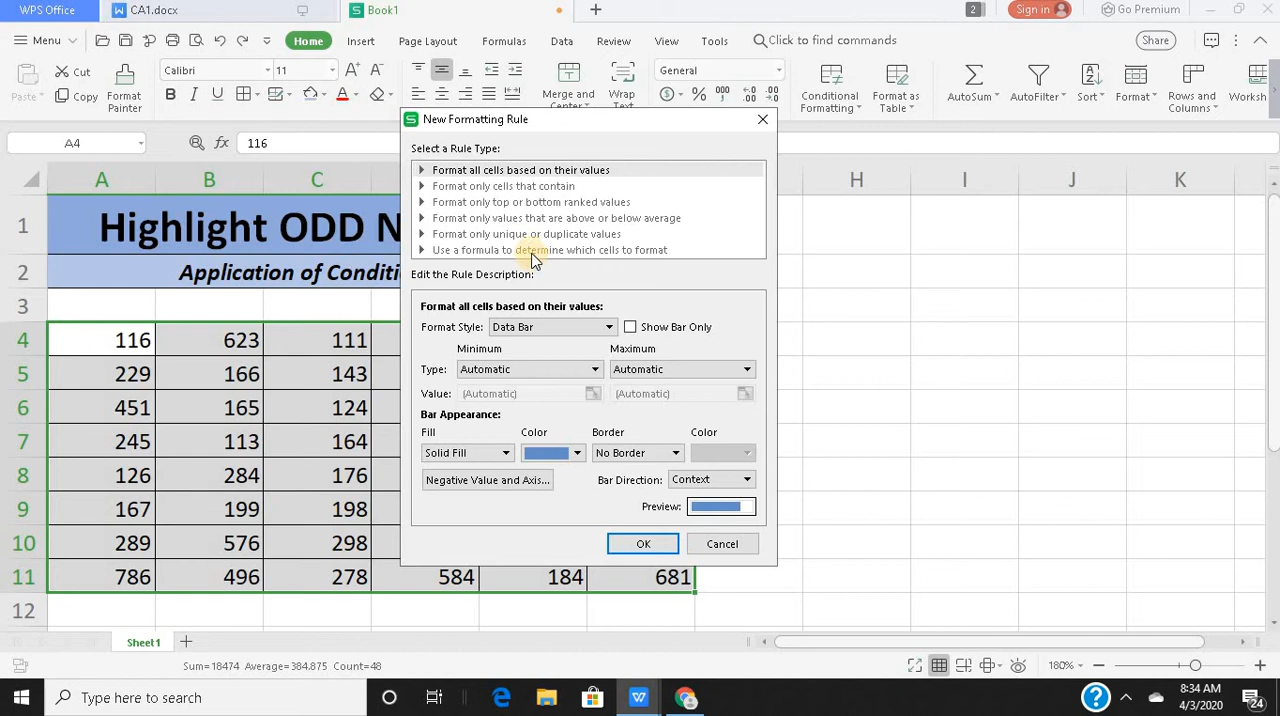 WPS Office CA1.docx Book1 2 Sign in Go Premium
Menu Home Insert Page Layout Formulas Data Review View Tools Click to find commands Share
Paste Cut Copy Format Painter Calibri 11 A+ A- B I U A Merge and Center Wrap Text General $ % 000 Conditional Formatting Format as Table AutoSum AutoFilter Sort Format Rows and Columns Worksh
A4 fx 116
New Formatting Rule
Select a Rule Type:
Format all cells based on their values
Format only cells that contain
Format only top or bottom ranked values
Format only values that are above or below average
Format only unique or duplicate values
Use a formula to determine which cells to format
Edit the Rule Description:
Format all cells based on their values:
Format Style: Data Bar Show Bar Only
Minimum Maximum
Type: Automatic Automatic
Value: (Automatic) (Automatic)
Bar Appearance:
Fill Color Border Color
Solid Fill No Border
Negative Value and Axis... Bar Direction: Context
Preview:
OK Cancel
A B C H I J K
1 Highlight ODD N
2 Application of Conditi
3
4 116 623 111
5 229 166 143
6 451 165 124
7 245 113 164
8 126 284 176
9 167 199 198
10 289 576 298
11 786 496 278 584 184 681
12
Sheet1
Sum=18474 Average=384.875 Count=48 180%
Type here to search 8:34 AM
4/3/2020